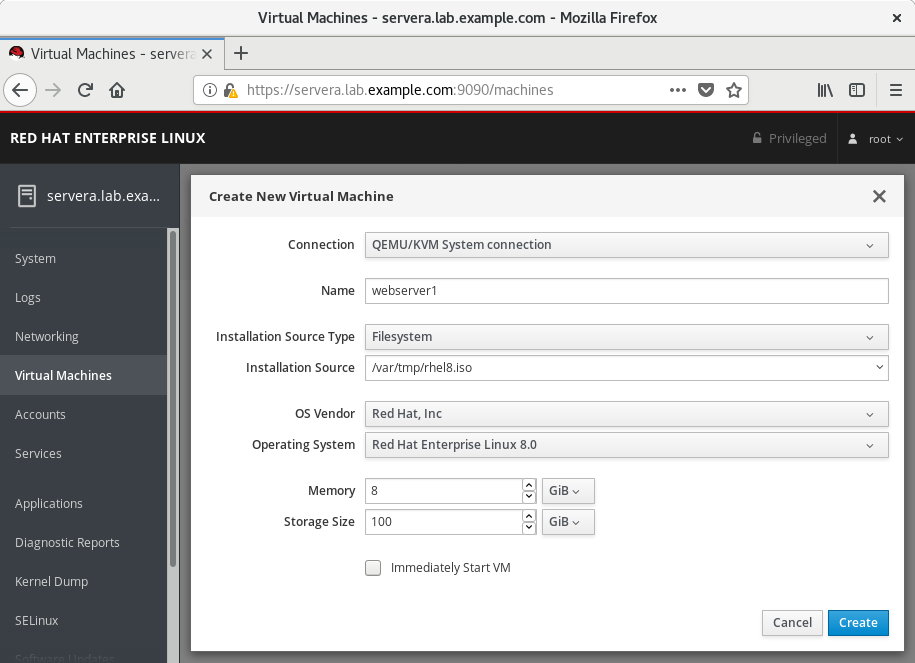 Virtual Machines - servera.lab.example.com - Mozilla Firefox
Virtual Machines - servera
https://servera.lab.example.com:9090/machines
RED HAT ENTERPRISE LINUX
Privileged
root
servera.lab.exa...
System
Logs
Networking
Virtual Machines
Accounts
Services
Applications
Diagnostic Reports
Kernel Dump
SELinux
Software Updates
Create New Virtual Machine
Connection QEMU/KVM System connection
Name webserver1
Installation Source Type Filesystem
Installation Source /var/tmp/rhel8.iso
OS Vendor Red Hat, Inc
Operating System Red Hat Enterprise Linux 8.0
Memory 8 GiB
Storage Size 100 GiB
Immediately Start VM
Cancel Create